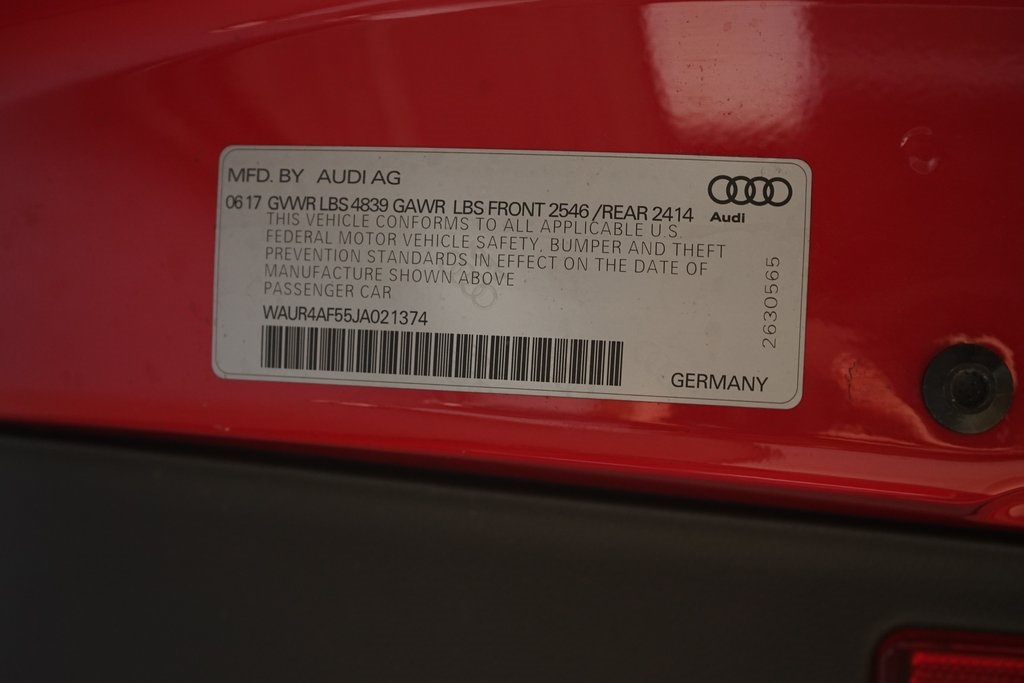 MFD. BY AUDI AG
Audi
0617 GVWR LBS 4839 GAWR LBS FRONT 2546 /REAR 2414
THIS VEHICLE CONFORMS TO ALL APPLICABLE U.S.
FEDERAL MOTOR VEHICLE SAFETY, BUMPER AND THEFT
PREVENTION STANDARDS IN EFFECT ON THE DATE OF
MANUFACTURE SHOWN ABOVE
PASSENGER CAR
WAUR4AF55JA021374
2630565
GERMANY